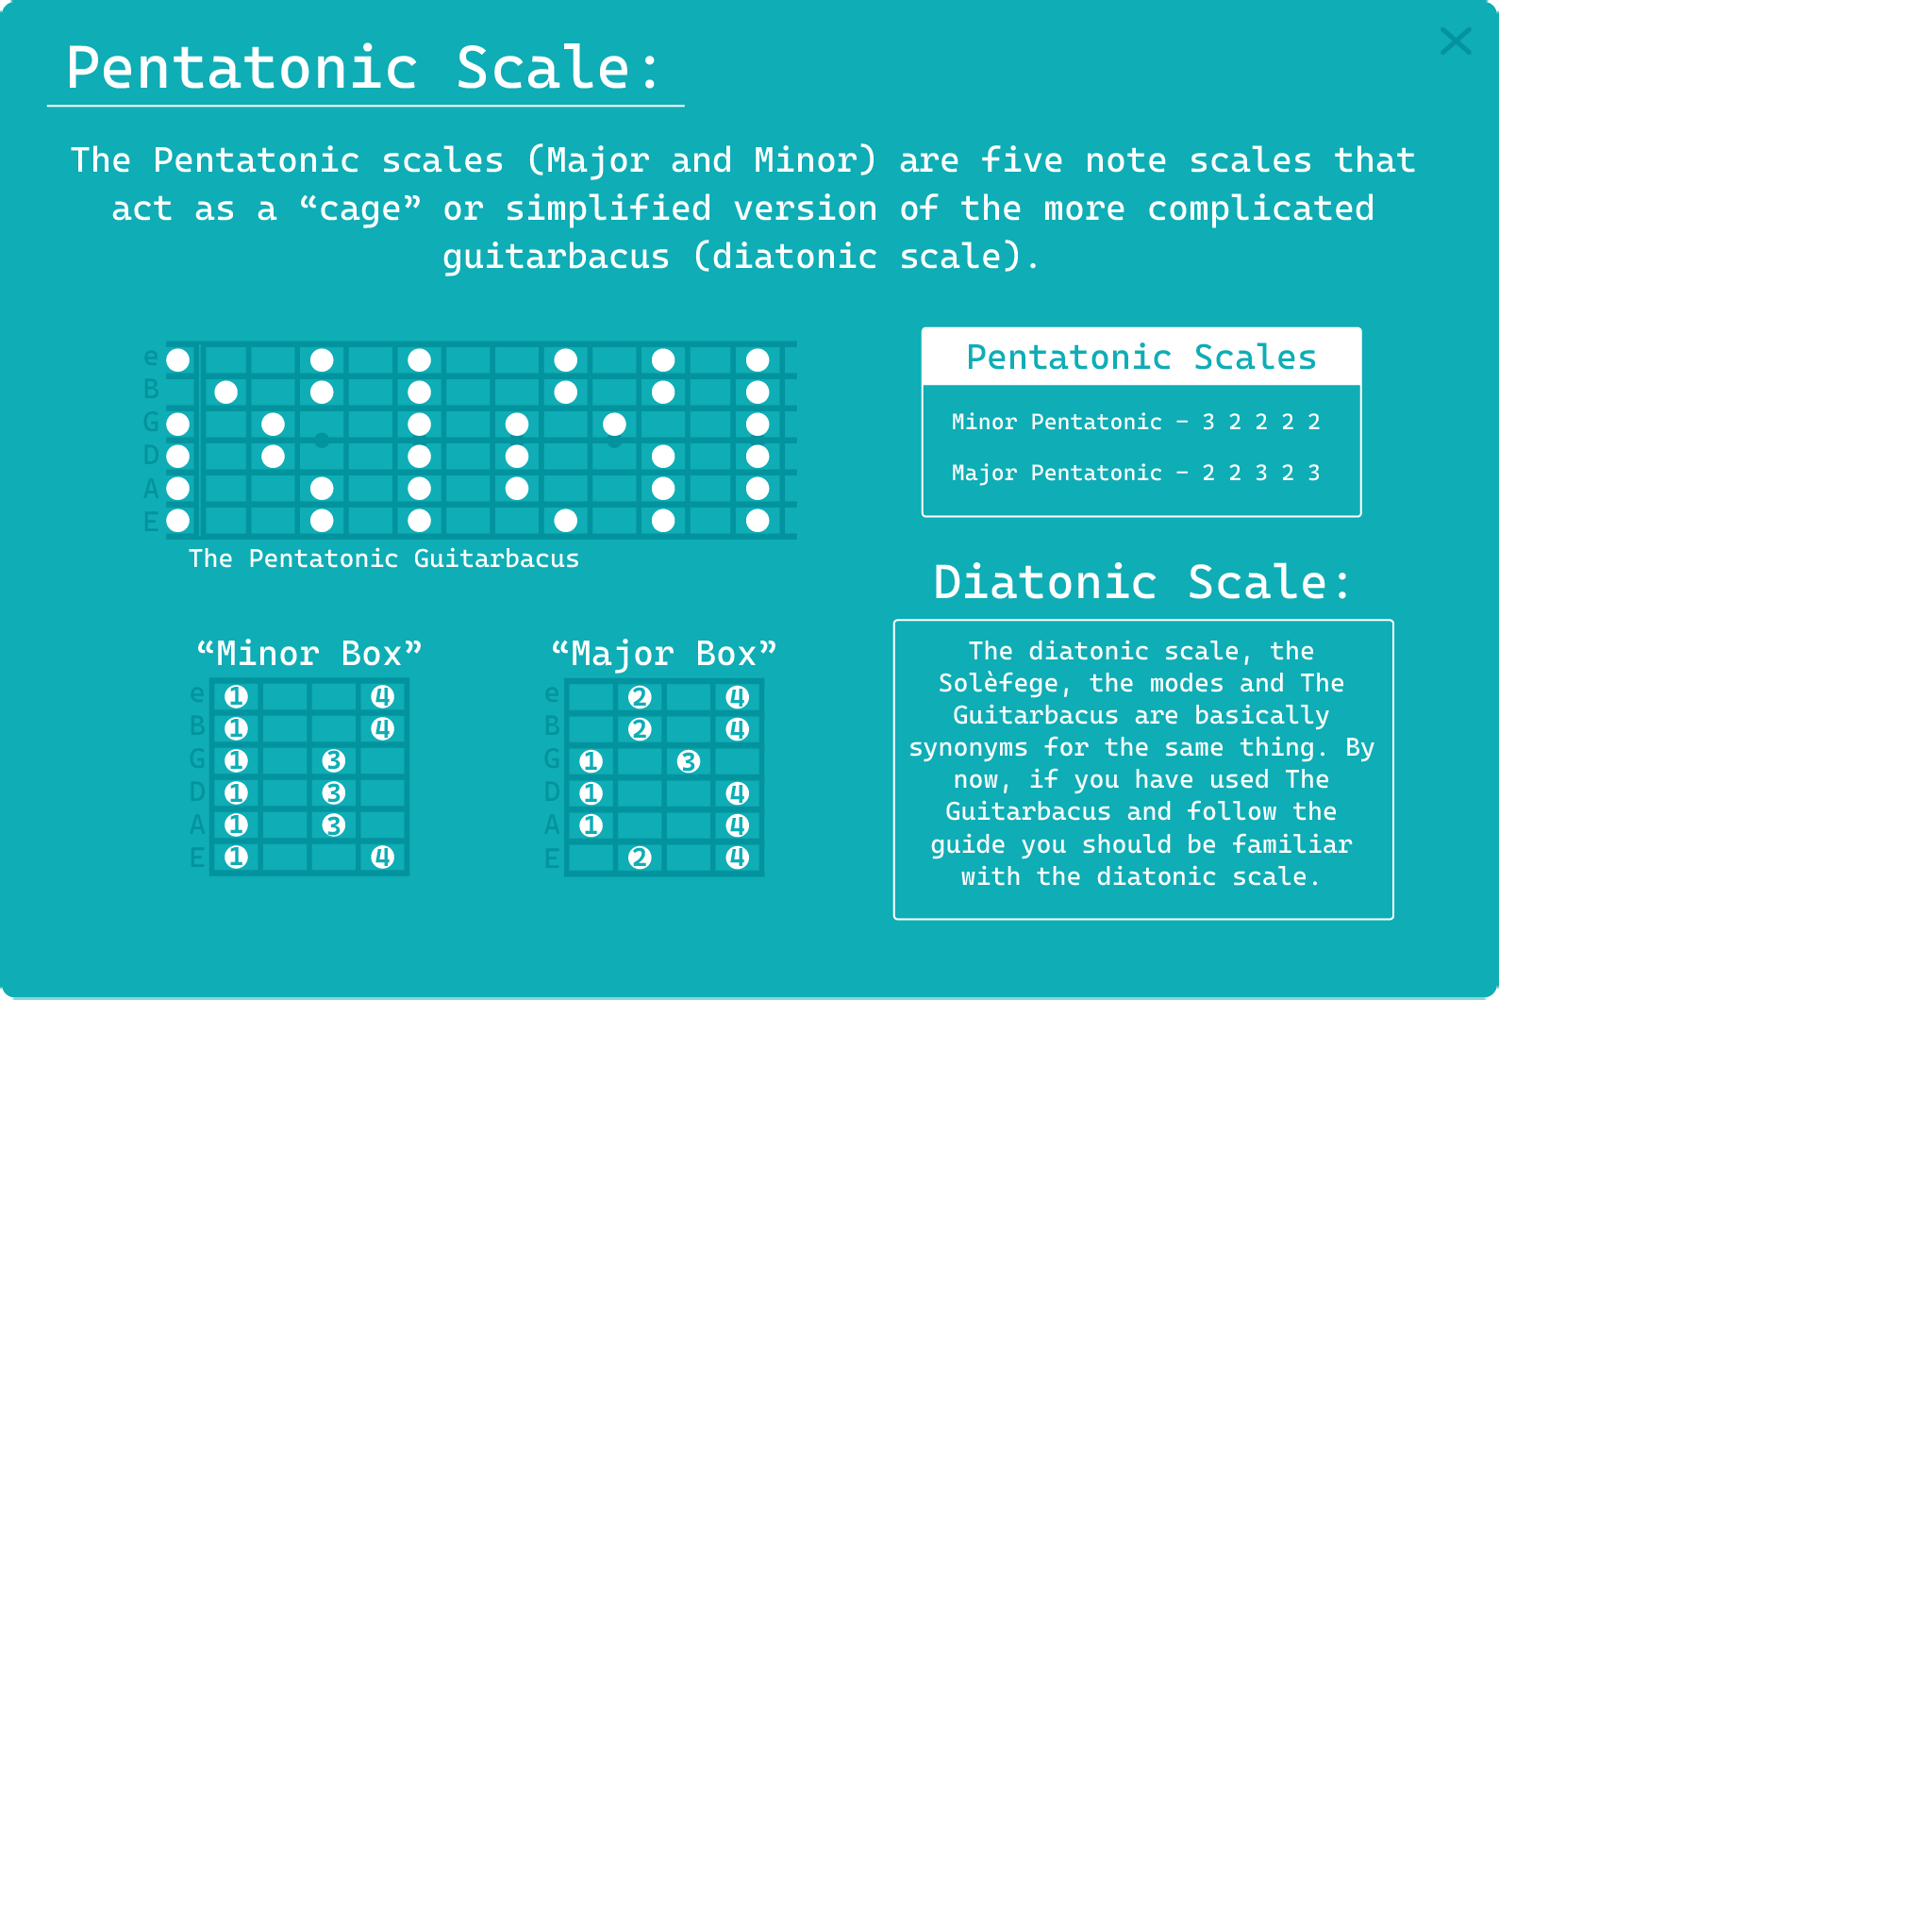 Pentatonic Scale:
The Pentatonic scales (Major and Minor) are five note scales that
act as a “cage” or simplified version of the more complicated
guitarbacus (diatonic scale).
e
B
G
D
A
E
The Pentatonic Guitarbacus
Pentatonic Scales
Minor Pentatonic – 3 2 2 2 2
Major Pentatonic – 2 2 3 2 3
“Minor Box”
e 1 4
B 1 4
G 1 3
D 1 3
A 1 3
E 1 4
“Major Box”
e 2 4
B 2 4
G 1 3
D 1 4
A 1 4
E 2 4
Diatonic Scale:
The diatonic scale, the
Solèfege, the modes and The
Guitarbacus are basically
synonyms for the same thing. By
now, if you have used The
Guitarbacus and follow the
guide you should be familiar
with the diatonic scale.